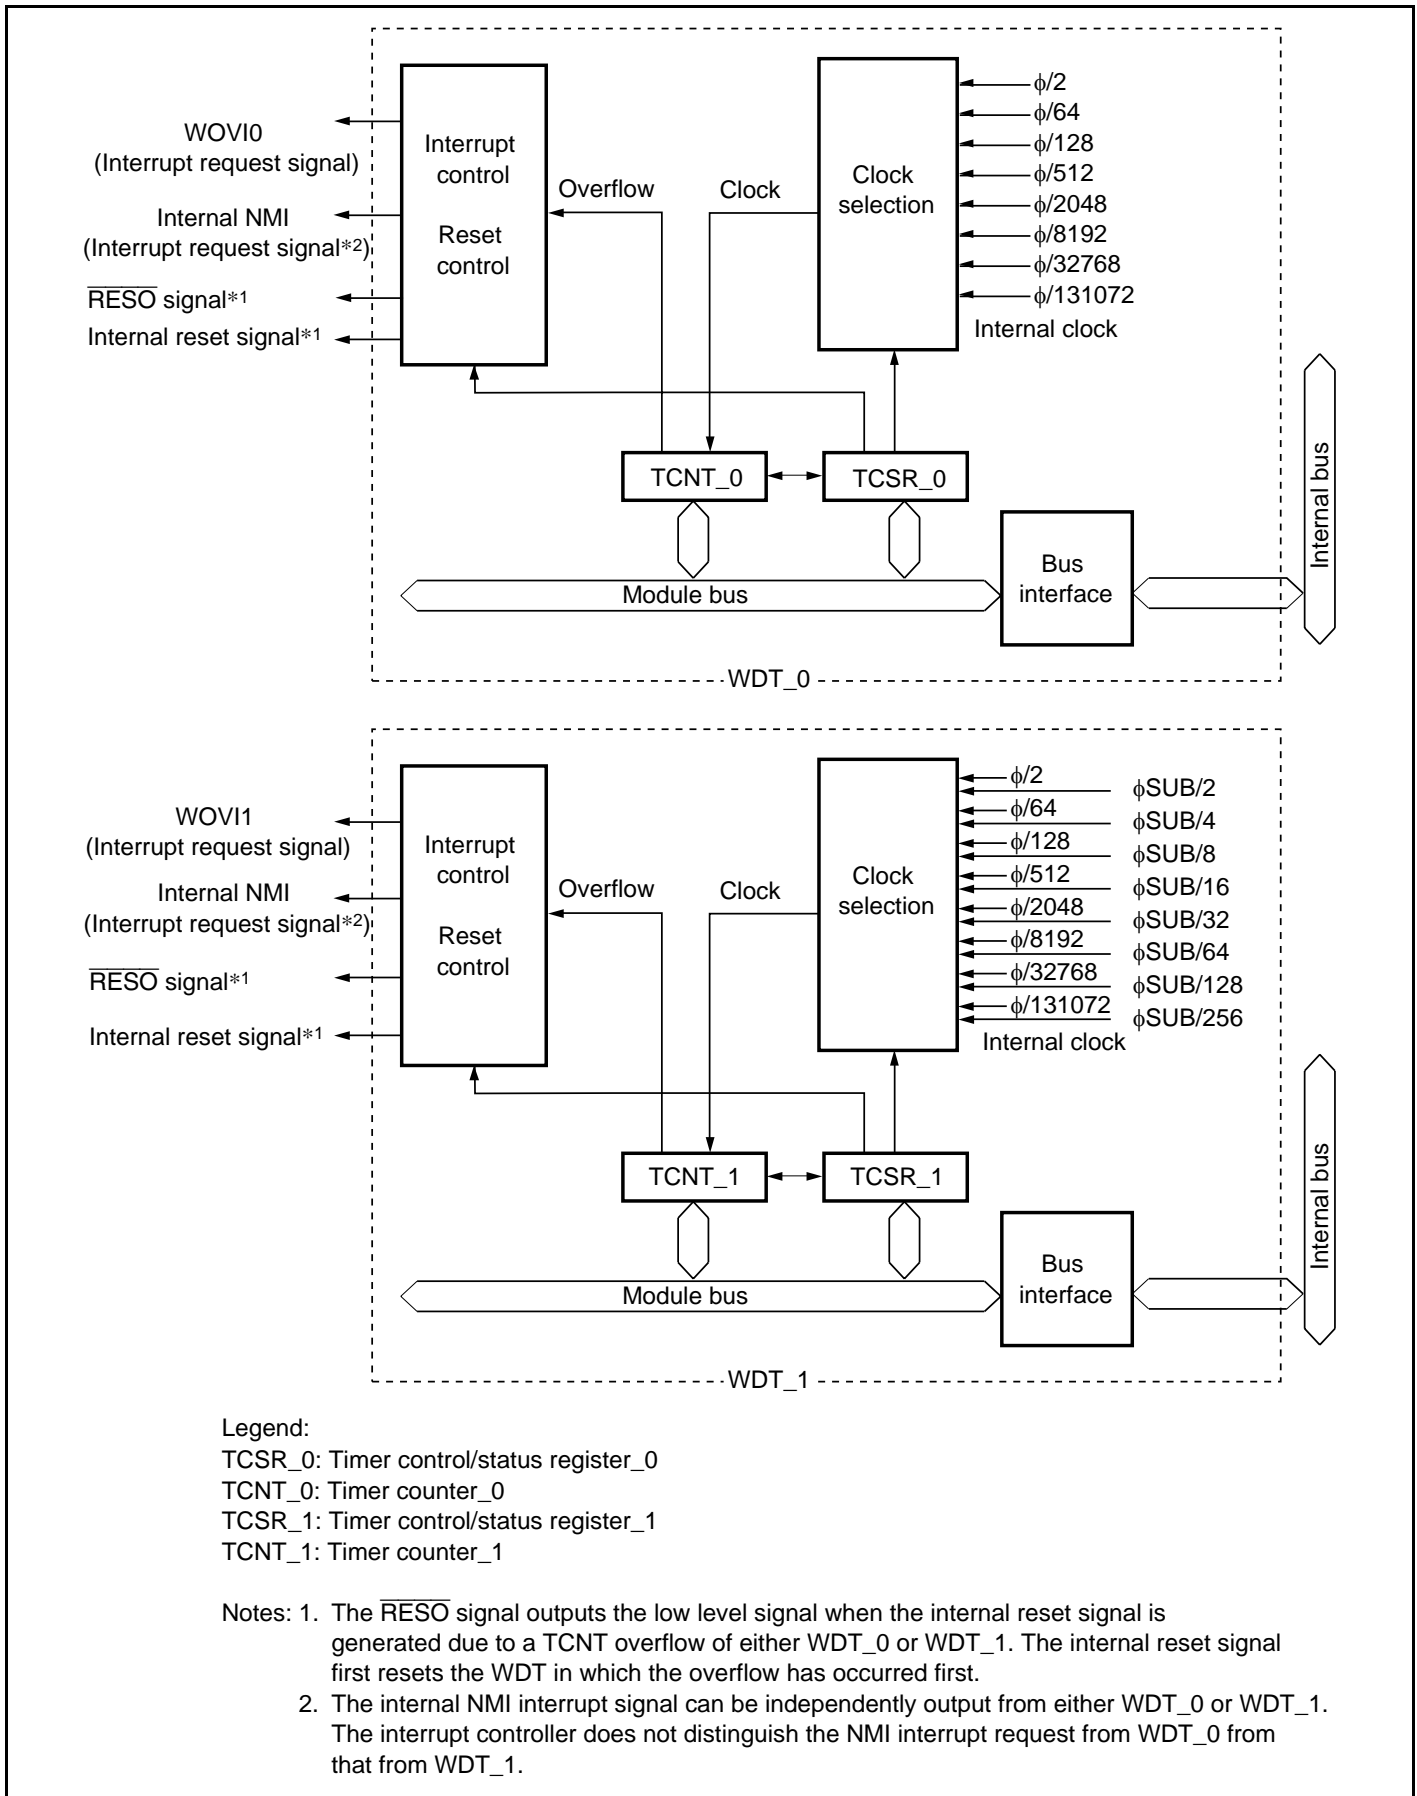 WOVI0
(Interrupt request signal)
Internal NMI
(Interrupt request signal*2)
RESO signal*1
Internal reset signal*1
Interrupt
control
Reset
control
Overflow
Clock
Clock
selection
φ/2
φ/64
φ/128
φ/512
φ/2048
φ/8192
φ/32768
φ/131072
Internal clock
TCNT_0
TCSR_0
Module bus
Bus
interface
Internal bus
WDT_0
WOVI1
(Interrupt request signal)
Internal NMI
(Interrupt request signal*2)
RESO signal*1
Internal reset signal*1
Interrupt
control
Reset
control
Overflow
Clock
Clock
selection
φ/2
φSUB/2
φ/64
φSUB/4
φ/128
φSUB/8
φ/512
φSUB/16
φ/2048
φSUB/32
φ/8192
φSUB/64
φ/32768
φSUB/128
φ/131072
φSUB/256
Internal clock
TCNT_1
TCSR_1
Module bus
Bus
interface
Internal bus
WDT_1
Legend:
TCSR_0: Timer control/status register_0
TCNT_0: Timer counter_0
TCSR_1: Timer control/status register_1
TCNT_1: Timer counter_1
Notes: 1. The RESO signal outputs the low level signal when the internal reset signal is
generated due to a TCNT overflow of either WDT_0 or WDT_1. The internal reset signal
first resets the WDT in which the overflow has occurred first.
2. The internal NMI interrupt signal can be independently output from either WDT_0 or WDT_1.
The interrupt controller does not distinguish the NMI interrupt request from WDT_0 from
that from WDT_1.